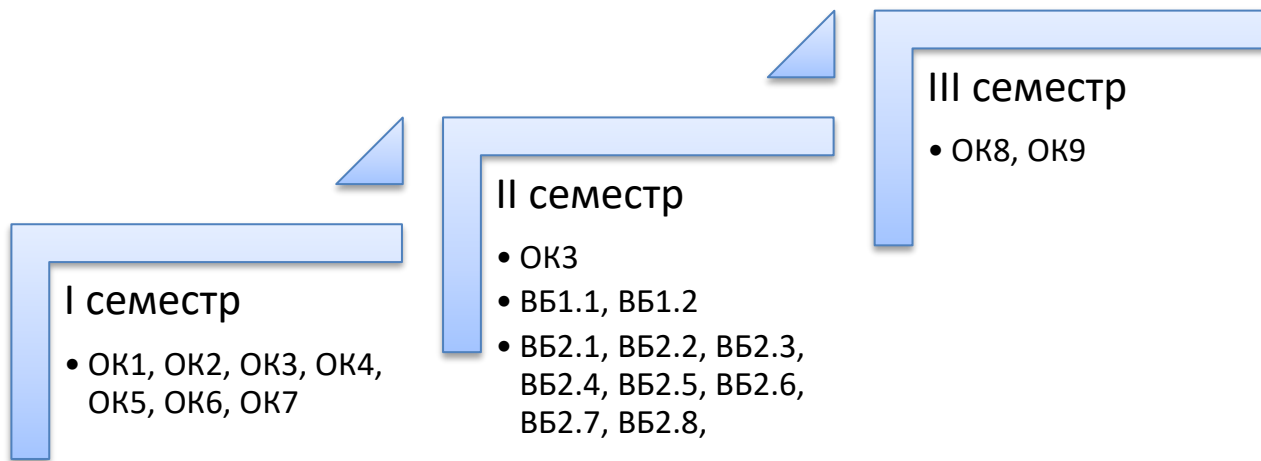 I семестр
• ОК1, ОК2, ОК3, ОК4,
ОК5, ОК6, ОК7
II семестр
• ОК3
• ВБ1.1, ВБ1.2
• ВБ2.1, ВБ2.2, ВБ2.3,
ВБ2.4, ВБ2.5, ВБ2.6,
ВБ2.7, ВБ2.8,
III семестр
• ОК8, ОК9